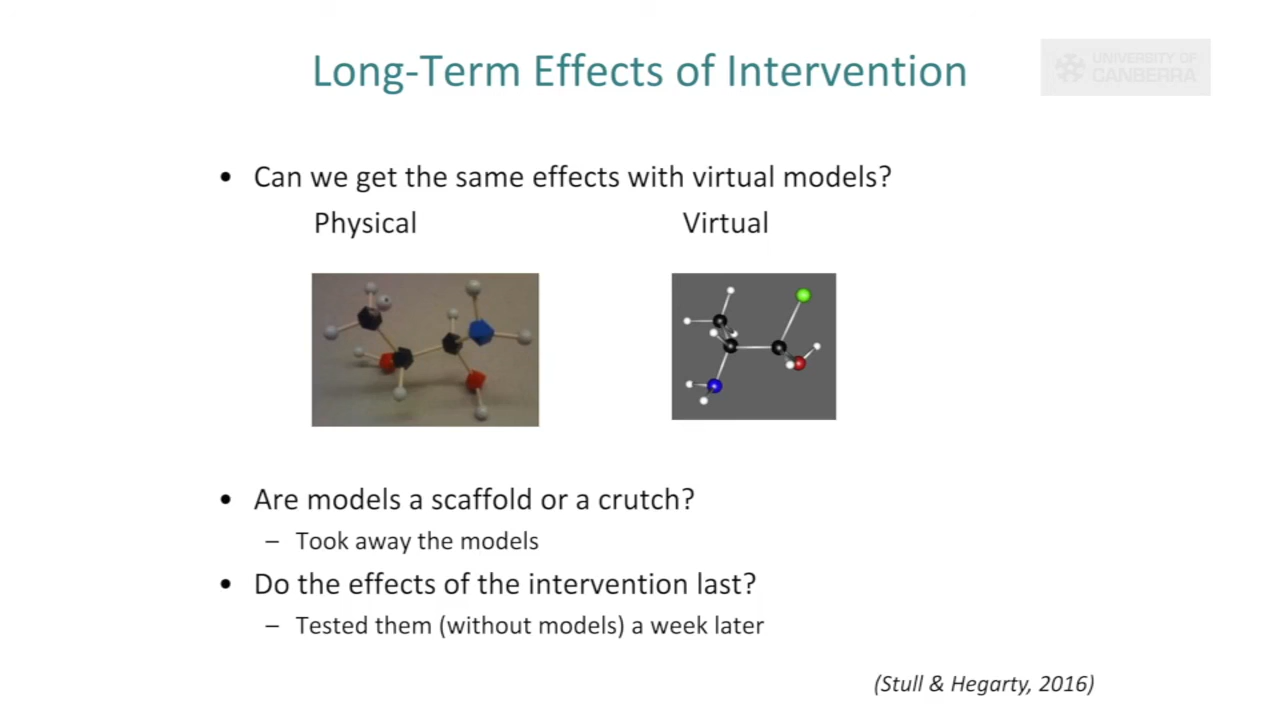 Long-Term Effects of Intervention
UNIVERSITY OF
CANBERRA
• Can we get the same effects with virtual models?
Physical
Virtual
• Are models a scaffold or a crutch?
– Took away the models
• Do the effects of the intervention last?
– Tested them (without models) a week later
(Stull & Hegarty, 2016)